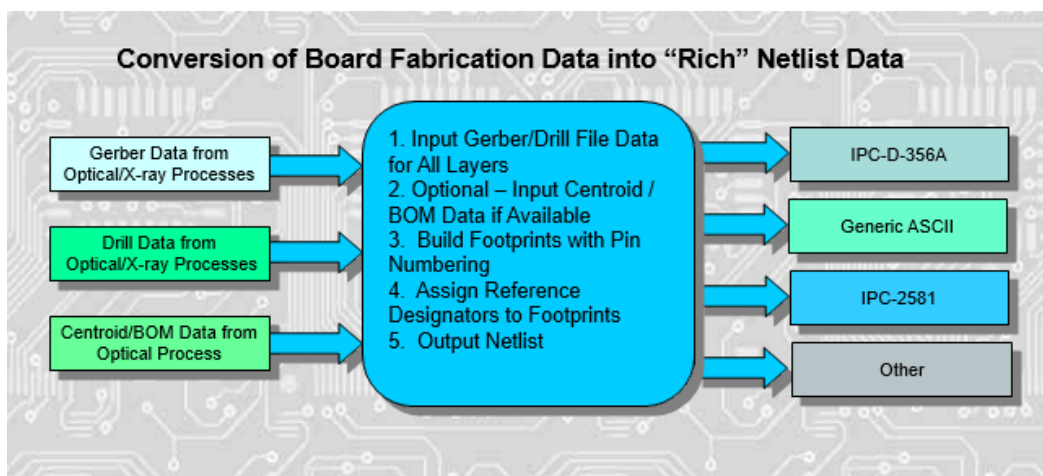 Conversion of Board Fabrication Data into “Rich” Netlist Data
Gerber Data from
Optical/X-ray Processes
Drill Data from
Optical/X-ray Processes
Centroid/BOM Data from
Optical Process
1. Input Gerber/Drill File Data
for All Layers
2. Optional – Input Centroid /
BOM Data if Available
3.  Build Footprints with Pin
Numbering
4.  Assign Reference
Designators to Footprints
5.  Output Netlist
IPC-D-356A
Generic ASCII
IPC-2581
Other